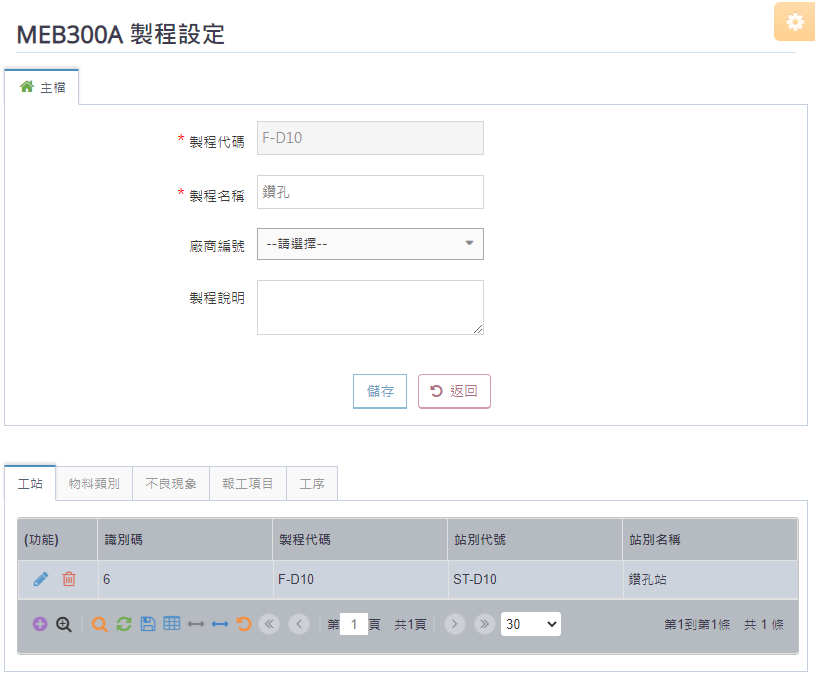 MEB300A 製程設定
主檔
* 製程代碼 F-D10
* 製程名稱 鑽孔
廠商編號 --請選擇--
製程說明
儲存 返回
工站 物料類別 不良現象 報工項目 工序
(功能) 識別碼 製程代碼 站別代號 站別名稱
6 F-D10 ST-D10 鑽孔站
第 1 頁 共1頁 30 第1到第1條 共 1 條